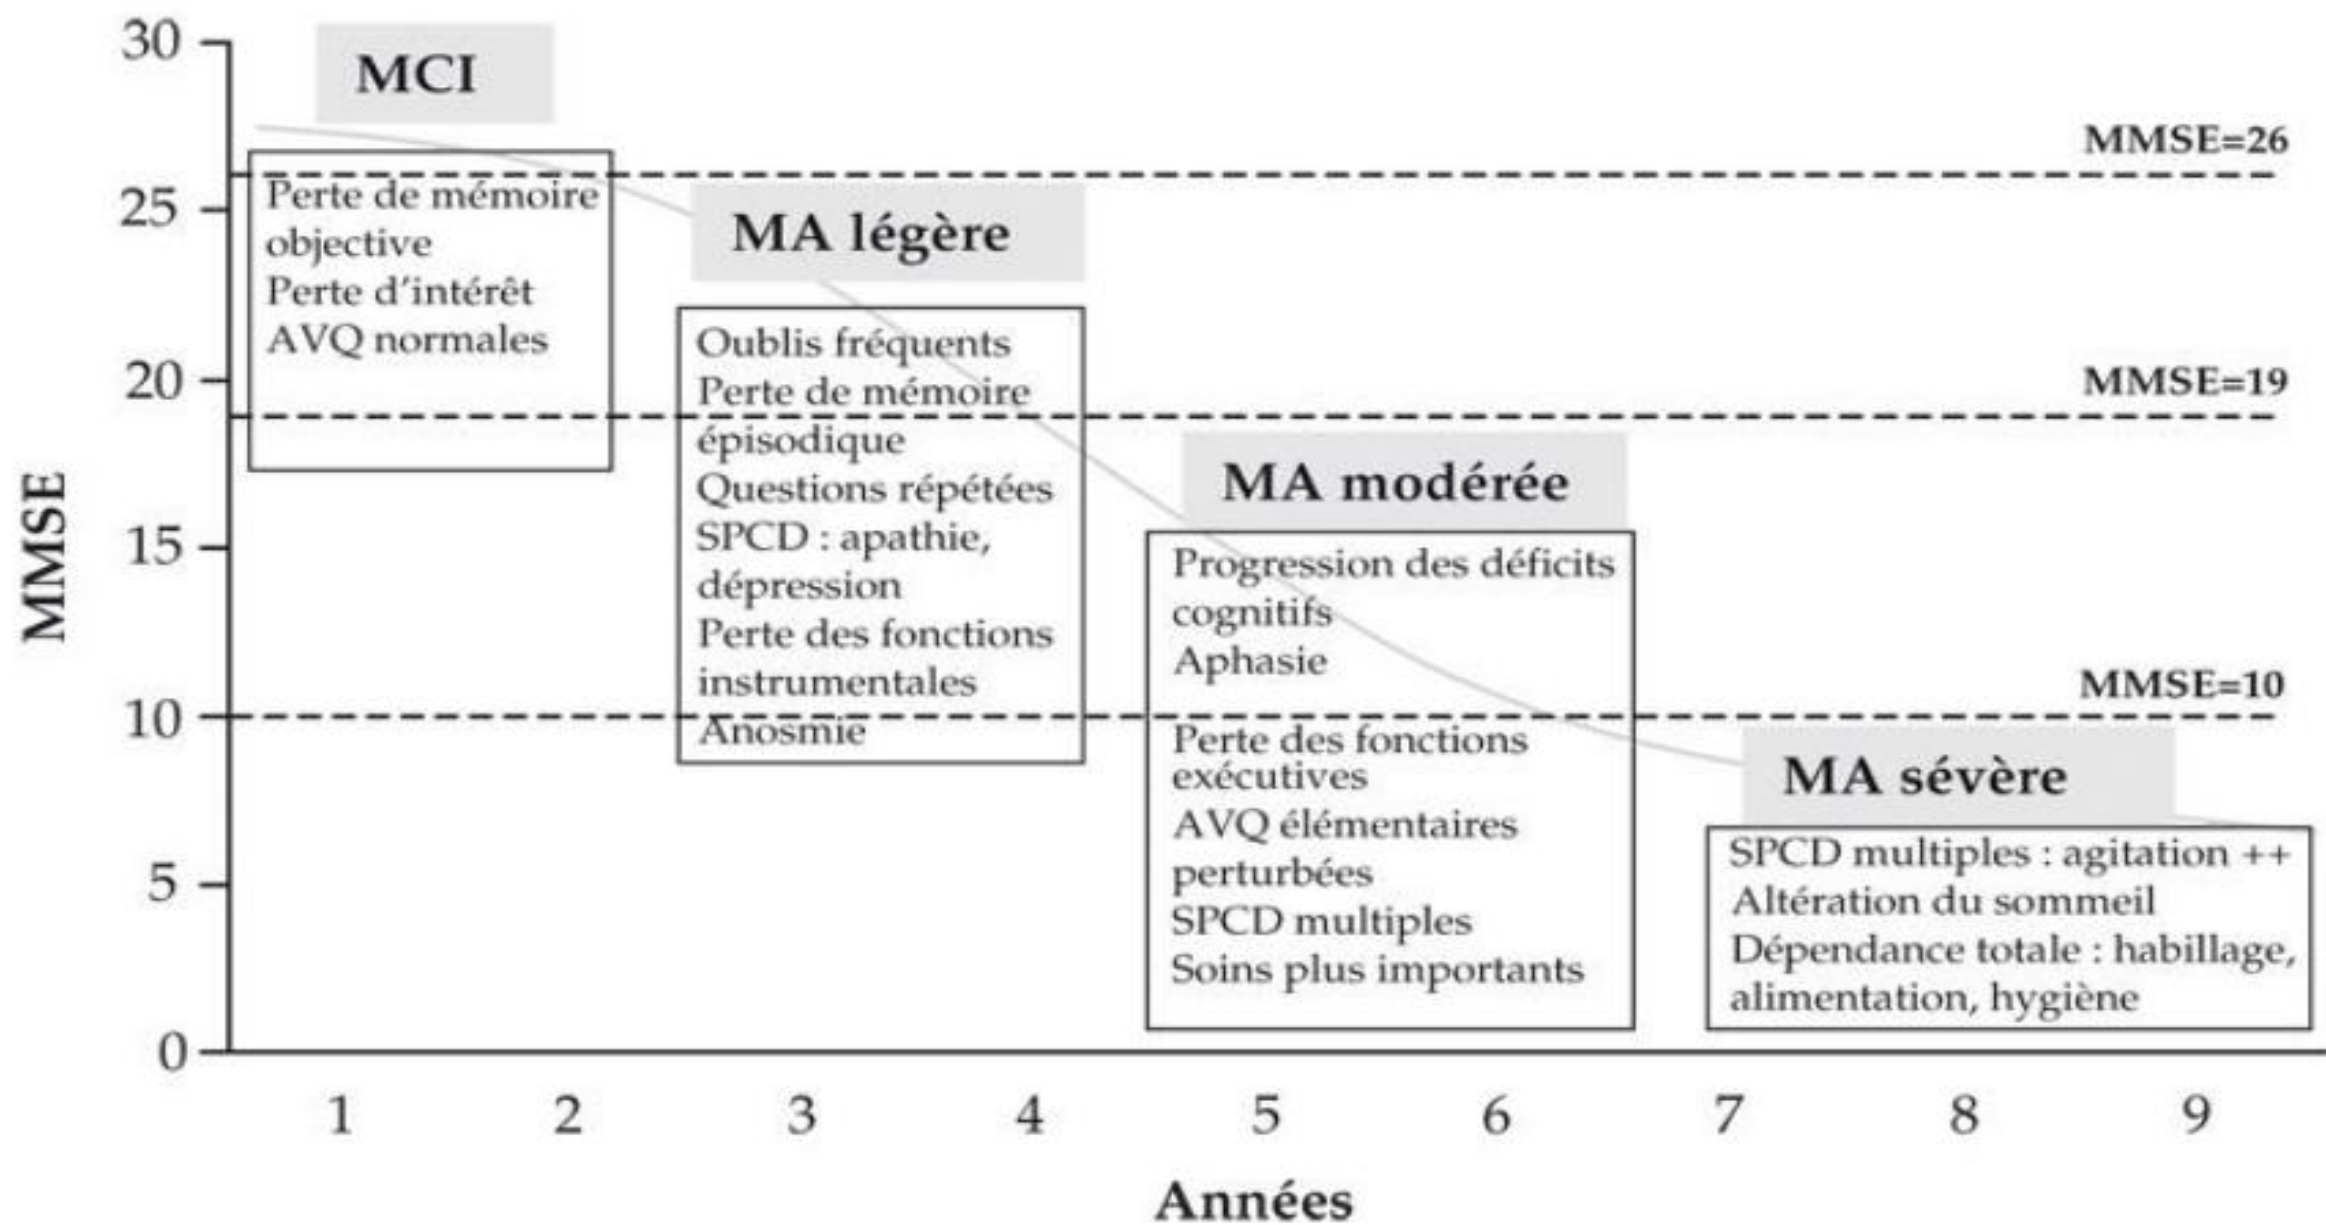 30
MCI
MMSE=26
25
Perte de mémoire
objective
Perte d'intérêt
AVQ normales
MA légère
20
MMSE=19
Oublis fréquents
Perte de mémoire
épisodique
Questions répétées
SPCD : apathie,
dépression
Perte des fonctions
instrumentales
Anosmie
MMSE
15
MA modérée
Progression des déficits
cognitifs
Aphasie
Perte des fonctions
exécutives
AVQ élémentaires
perturbées
SPCD multiples
Soins plus importants
10
MMSE=10
MA sévère
SPCD multiples : agitation ++
Altération du sommeil
Dépendance totale : habillage,
alimentation, hygiène
5
0
1 2 3 4 5 6 7 8 9
Années